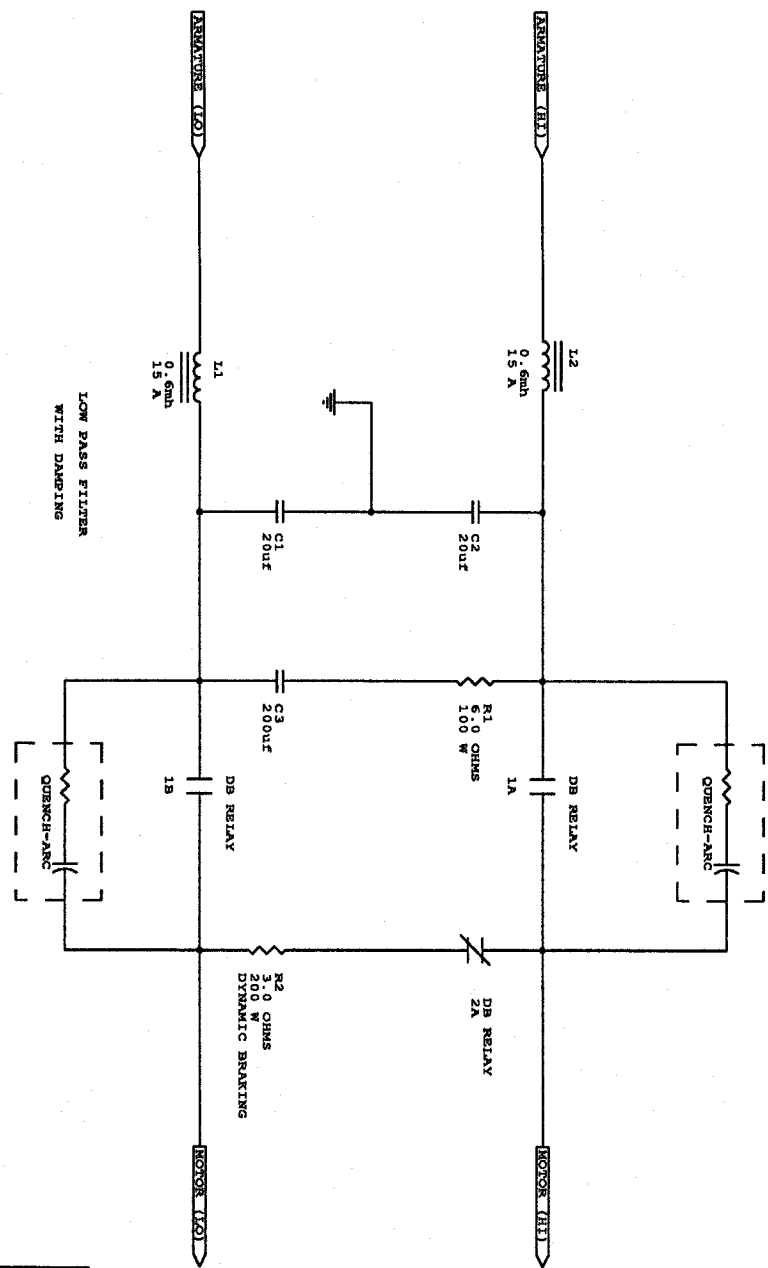 ARMATURE (HI)
L2
0.6mh
15 A
C2
20uf
R1
6.0 OHMS
100 W
DB RELAY
1A
QUENCH-ARC
DB RELAY
2A
MOTOR (HI)
ARMATURE (LO)
L1
0.6mh
15 A
C1
20uf
C3
200uf
DB RELAY
1B
QUENCH-ARC
R2
3.0 OHMS
200 W
DYNAMIC BRAKING
MOTOR (LO)
LOW PASS FILTER
WITH DAMPING